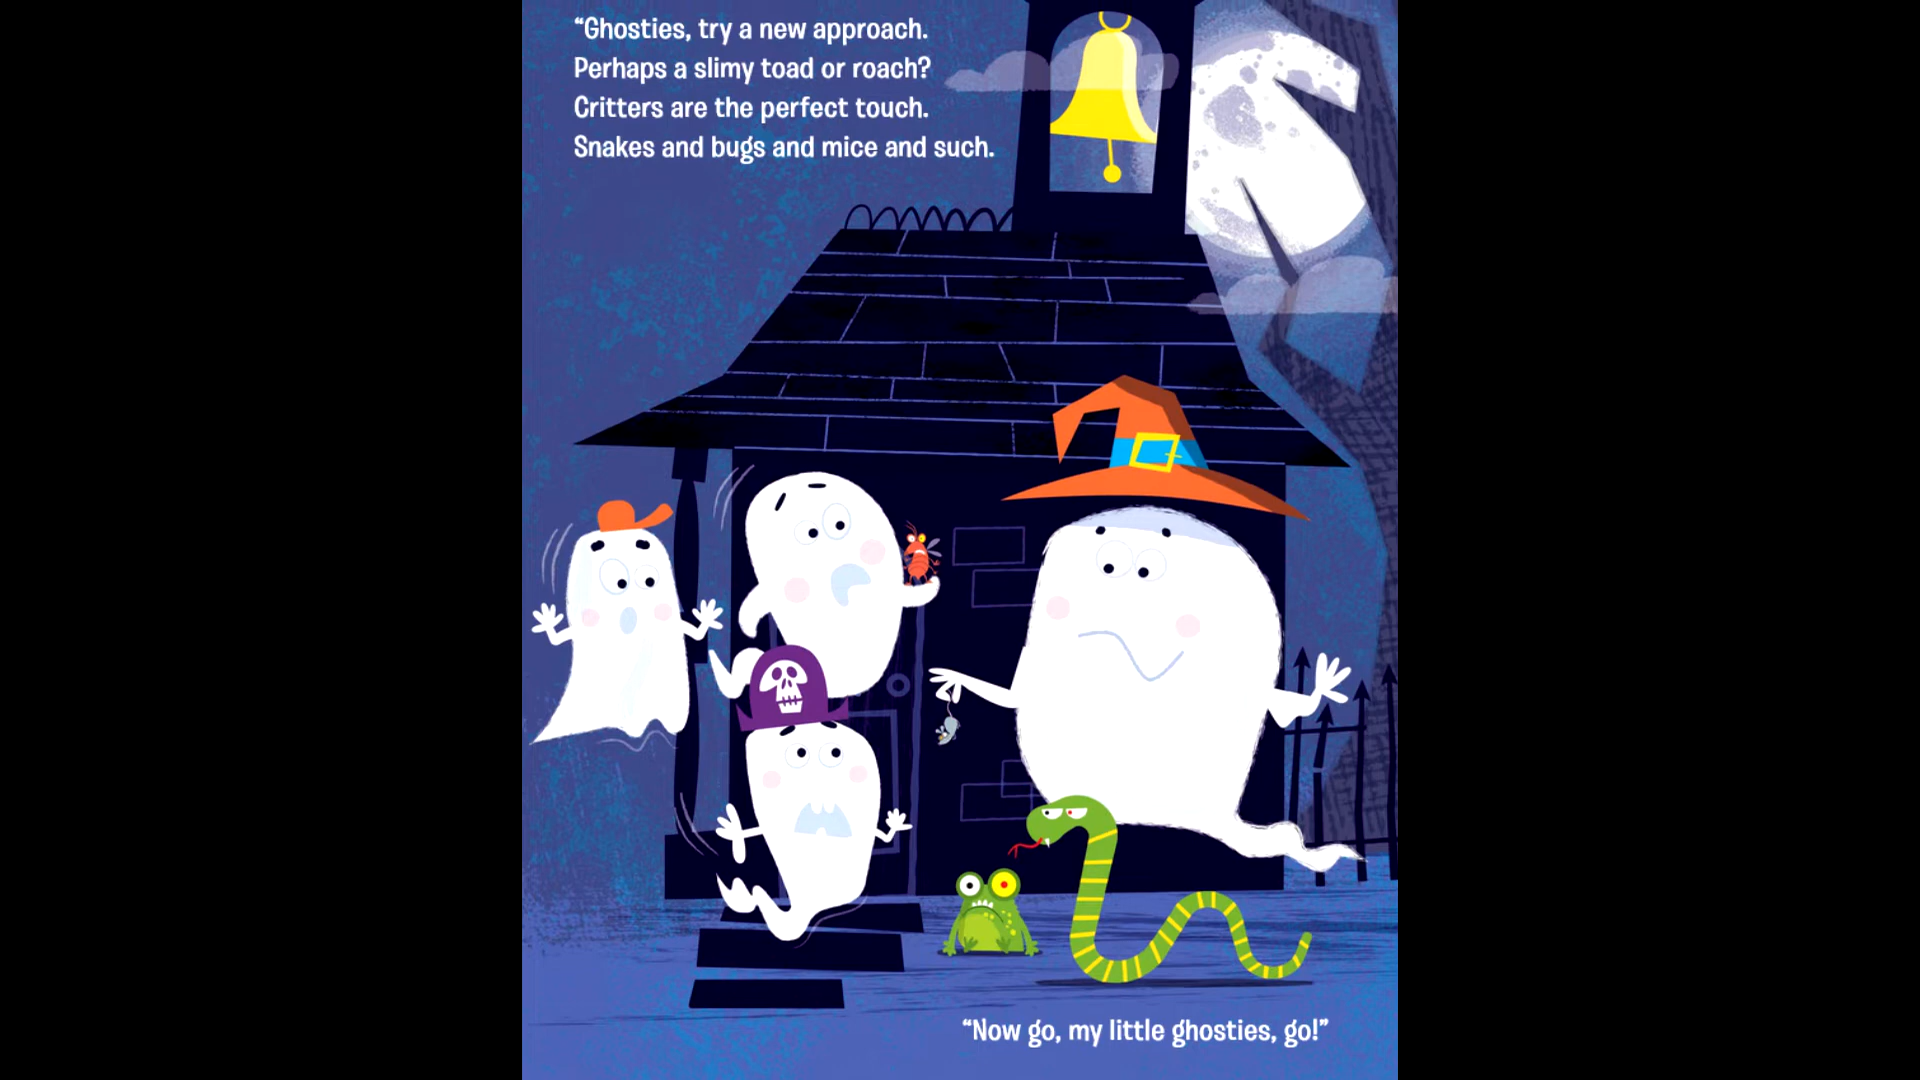 “Ghosties, try a new approach.
Perhaps a slimy toad or roach?
Critters are the perfect touch.
Snakes and bugs and mice and such.
“Now go, my little ghosties, go!”